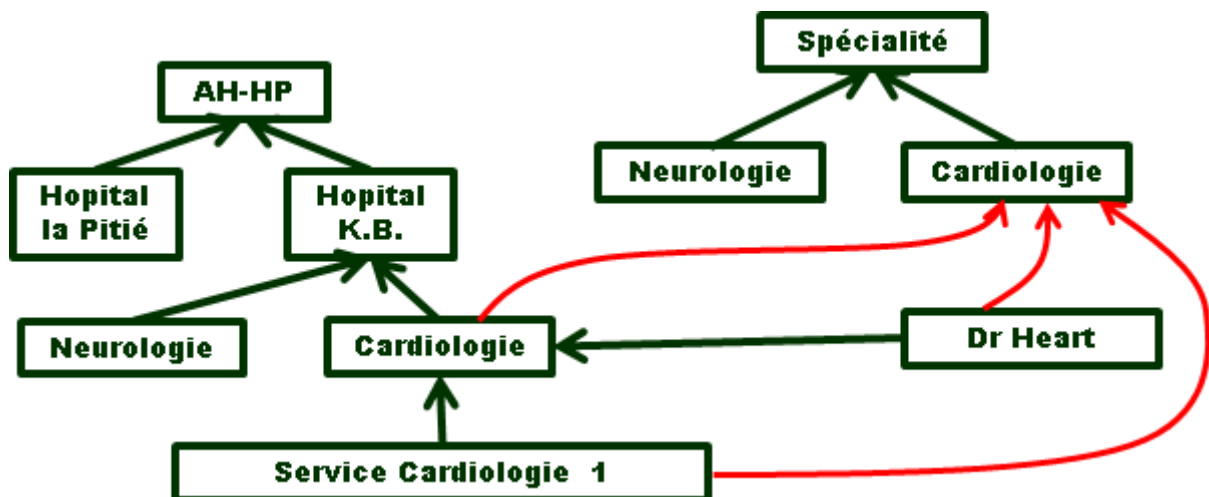 Spécialité
AH-HP
Neurologie
Cardiologie
Hopital
la Pitié
Hopital
K.B.
Neurologie
Cardiologie
Dr Heart
Service Cardiologie 1